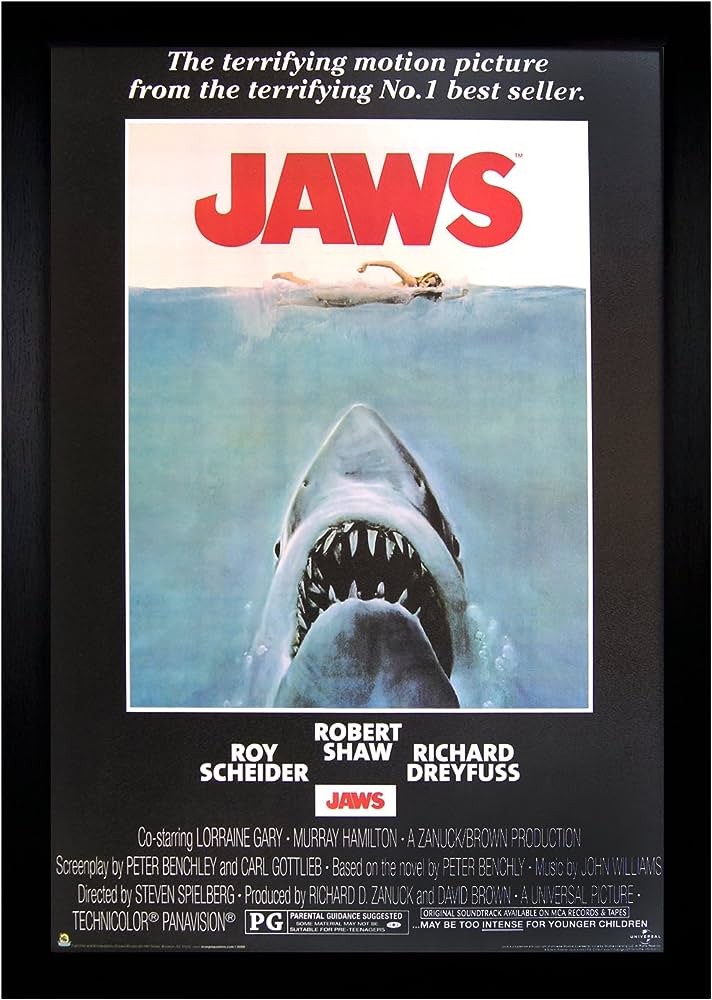 The terrifying motion picture
from the terrifying No.1 best seller.
JAWS™
ROBERT SHAW
ROY SCHEIDER
RICHARD DREYFUSS
JAWS
Co-starring LORRAINE GARY · MURRAY HAMILTON · A ZANUCK/BROWN PRODUCTION
Screenplay by PETER BENCHLEY and CARL GOTTLIEB · Based on the novel by PETER BENCHLY · Music by JOHN WILLIAMS
Directed by STEVEN SPIELBERG · Produced by RICHARD D. ZANUCK and DAVID BROWN · A UNIVERSAL PICTURE ·
TECHNICOLOR® PANAVISION®
PG PARENTAL GUIDANCE SUGGESTED
SOME MATERIAL MAY NOT BE
SUITABLE FOR PRE-TEENAGERS
ORIGINAL SOUNDTRACK AVAILABLE ON MCA RECORDS & TAPES
...MAY BE TOO INTENSE FOR YOUNGER CHILDREN
UNIVERSAL